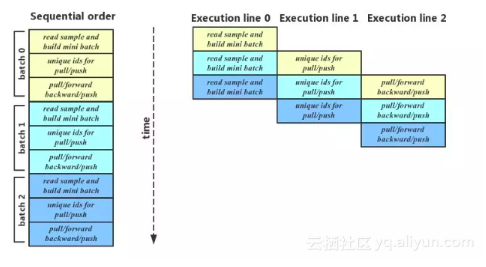 Sequential order
batch 0
read sample and
build mini batch
unique ids for
pull/push
pull/forward
backward/push
batch 1
read sample and
build mini batch
unique ids for
pull/push
pull/forward
backward/push
batch 2
read sample and
build mini batch
unique ids for
pull/push
pull/forward
backward/push
time
Execution line 0 Execution line 1 Execution line 2
read sample and
build mini batch
read sample and
build mini batch
unique ids for
pull/push
read sample and
build mini batch
unique ids for
pull/push
pull/forward
backward/push
unique ids for
pull/push
pull/forward
backward/push
pull/forward
backward/push
云栖社区 yq.aliyun.com